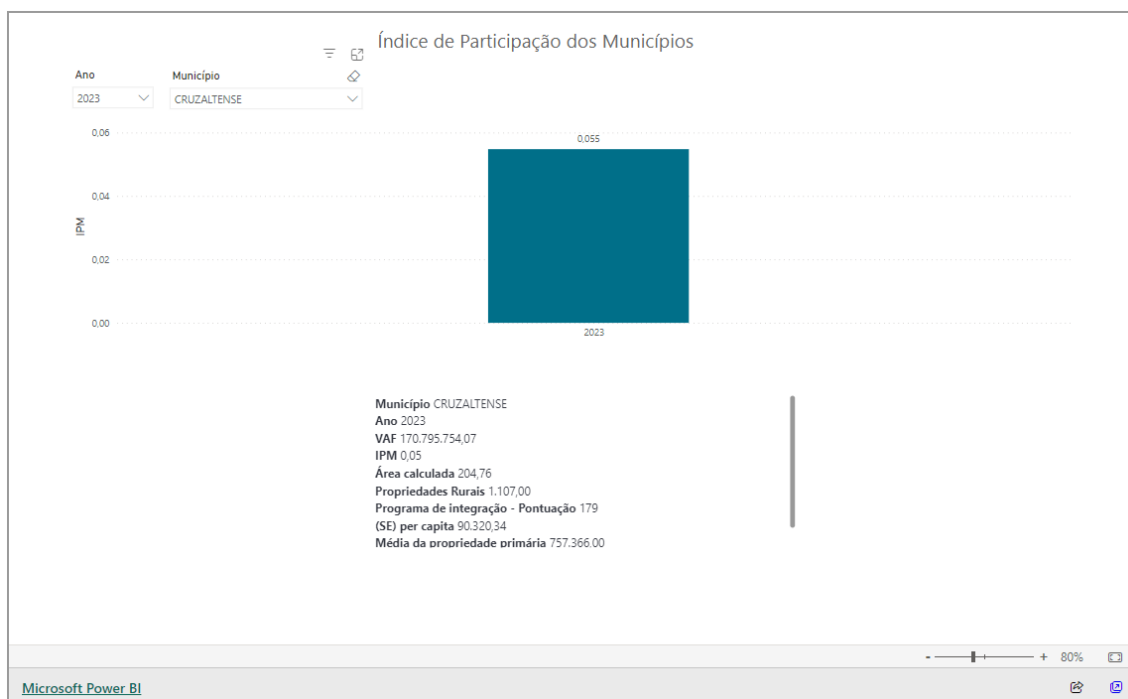 Índice de Participação dos Municípios
Ano
Município
2023
CRUZALTENSE
0,06
0,055
0,04
IPM
0,02
0,00
2023
Município CRUZALTENSE
Ano 2023
VAF 170.795.754,07
IPM 0,05
Área calculada 204,76
Propriedades Rurais 1.107,00
Programa de integração - Pontuação 179
(SE) per capita 90.320,34
Média da propriedade primária 757.366,00
- + 80%
Microsoft Power BI